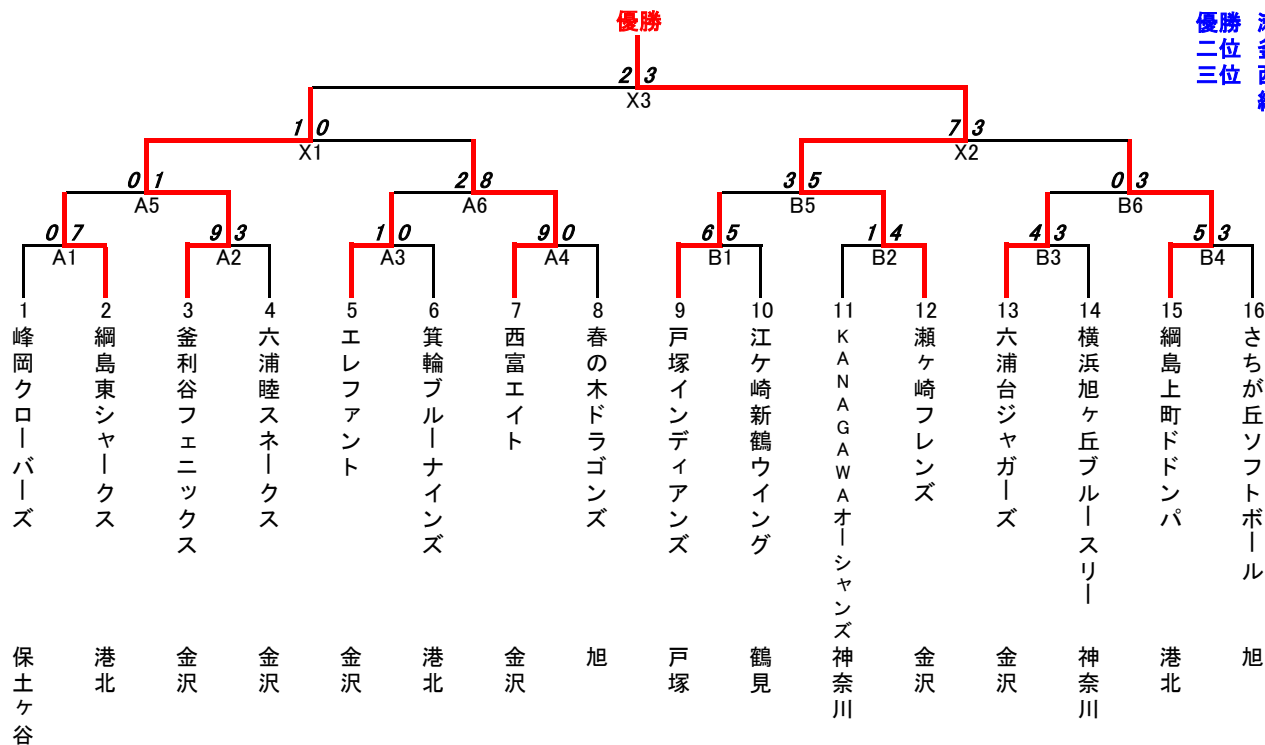 優勝
優勝
二位
三位
2 3
X3
1 0
X1
7 3
X2
0 1
A5
2 8
A6
3 5
B5
0 3
B6
0 7
A1
9 3
A2
1 0
A3
9 0
A4
6 5
B1
1 4
B2
4 3
B3
5 3
B4
1
峰岡クローバーズ
保土ヶ谷
2
綱島東シャークス
港北
3
釜利谷フェニックス
金沢
4
六浦睦スネークス
金沢
5
エレファント
金沢
6
箕輪ブルーナインズ
港北
7
西富エイト
金沢
8
春の木ドラゴンズ
旭
9
戸塚インディアンズ
戸塚
10
江ケ崎新鶴ウイング
鶴見
11
KANAGAWAオーシャンズ
神奈川
12
瀬ヶ崎フレンズ
金沢
13
六浦台ジャガーズ
金沢
14
横浜旭ヶ丘ブルースリー
神奈川
15
綱島上町ドドンパ
港北
16
さちが丘ソフトボール
旭